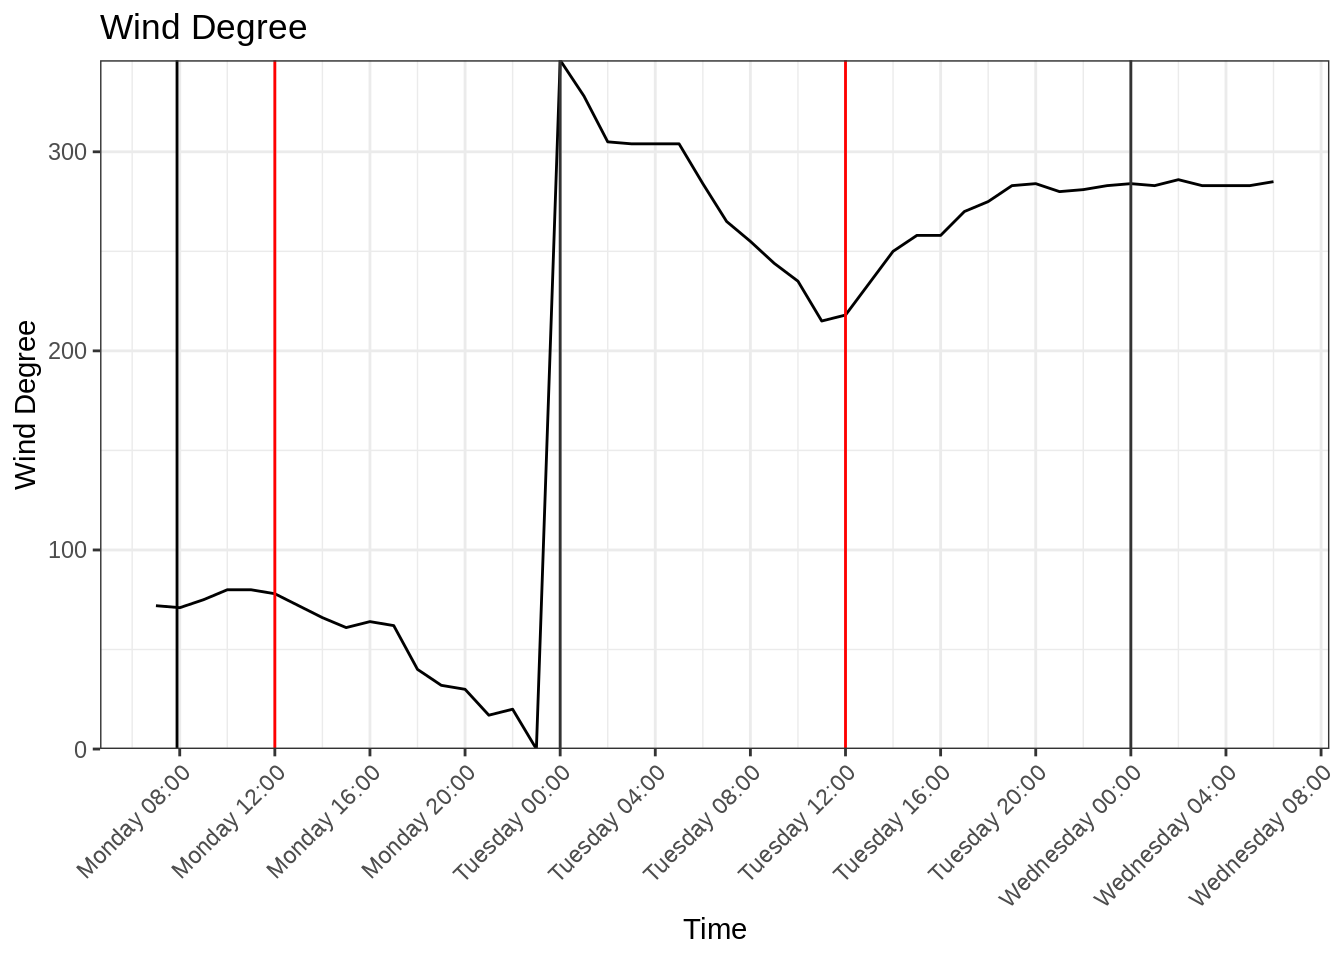 Wind Degree
Wind Degree
300
200
100
0
Monday 08:00
Monday 12:00
Monday 16:00
Monday 20:00
Tuesday 00:00
Tuesday 04:00
Tuesday 08:00
Tuesday 12:00
Tuesday 16:00
Tuesday 20:00
Wednesday 00:00
Wednesday 04:00
Wednesday 08:00
Time